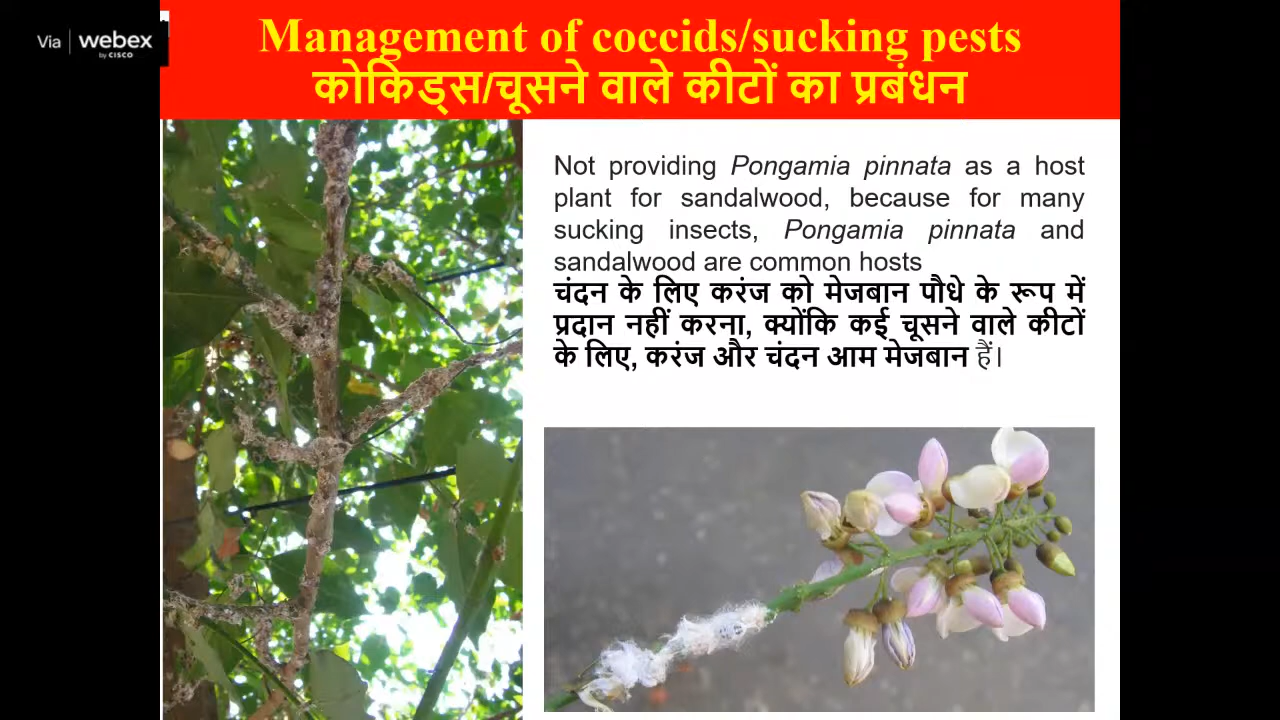 Via webex
by CISCO
Management of coccids/sucking pests
कोकिड्स/चूसने वाले कीटों का प्रबंधन
Not providing Pongamia pinnata as a host
plant for sandalwood, because for many
sucking insects, Pongamia pinnata and
sandalwood are common hosts
चंदन के लिए करंज को मेजबान पौधे के रूप में
प्रदान नहीं करना, क्योंकि कई चूसने वाले कीटों
के लिए, करंज और चंदन आम मेजबान हैं।